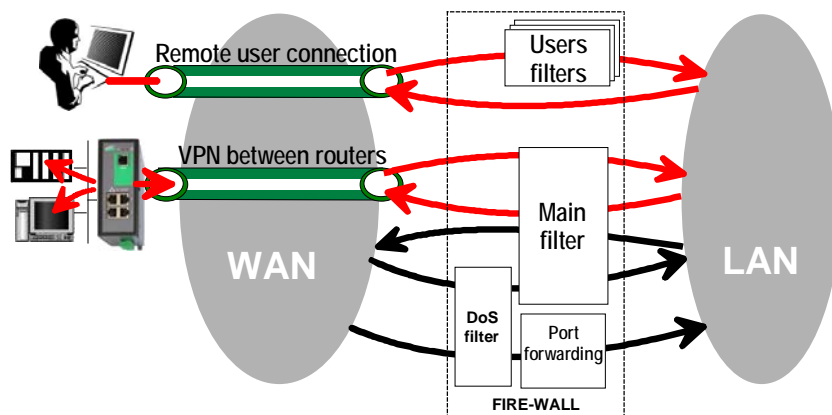 Remote user connection
Users
filters
VPN between routers
Main
filter
WAN
LAN
DoS
filter
Port
forwarding
FIRE-WALL